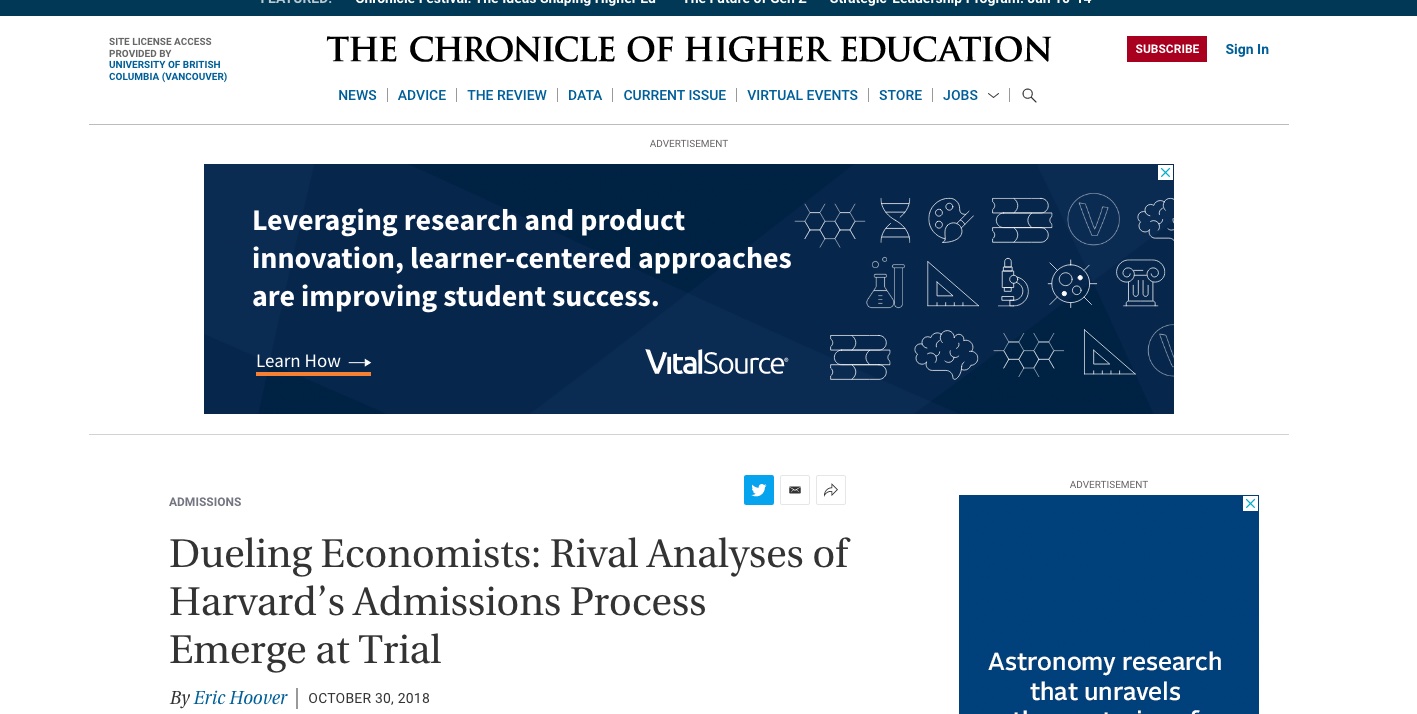 FEATURED: Chronicle Festival: The Ideas Shaping Higher Ed The Future of Gen Z Strategic-Leadership Program: Jan 10-14
SITE LICENSE ACCESS
PROVIDED BY
UNIVERSITY OF BRITISH
COLUMBIA (VANCOUVER)
THE CHRONICLE OF HIGHER EDUCATION
SUBSCRIBE Sign In
NEWS ADVICE THE REVIEW DATA CURRENT ISSUE VIRTUAL EVENTS STORE JOBS
ADVERTISEMENT
Leveraging research and product
innovation, learner-centered approaches
are improving student success.
Learn How
VitalSource®
ADMISSIONS
Dueling Economists: Rival Analyses of
Harvard’s Admissions Process
Emerge at Trial
By Eric Hoover | OCTOBER 30, 2018
ADVERTISEMENT
Astronomy research
that unravels